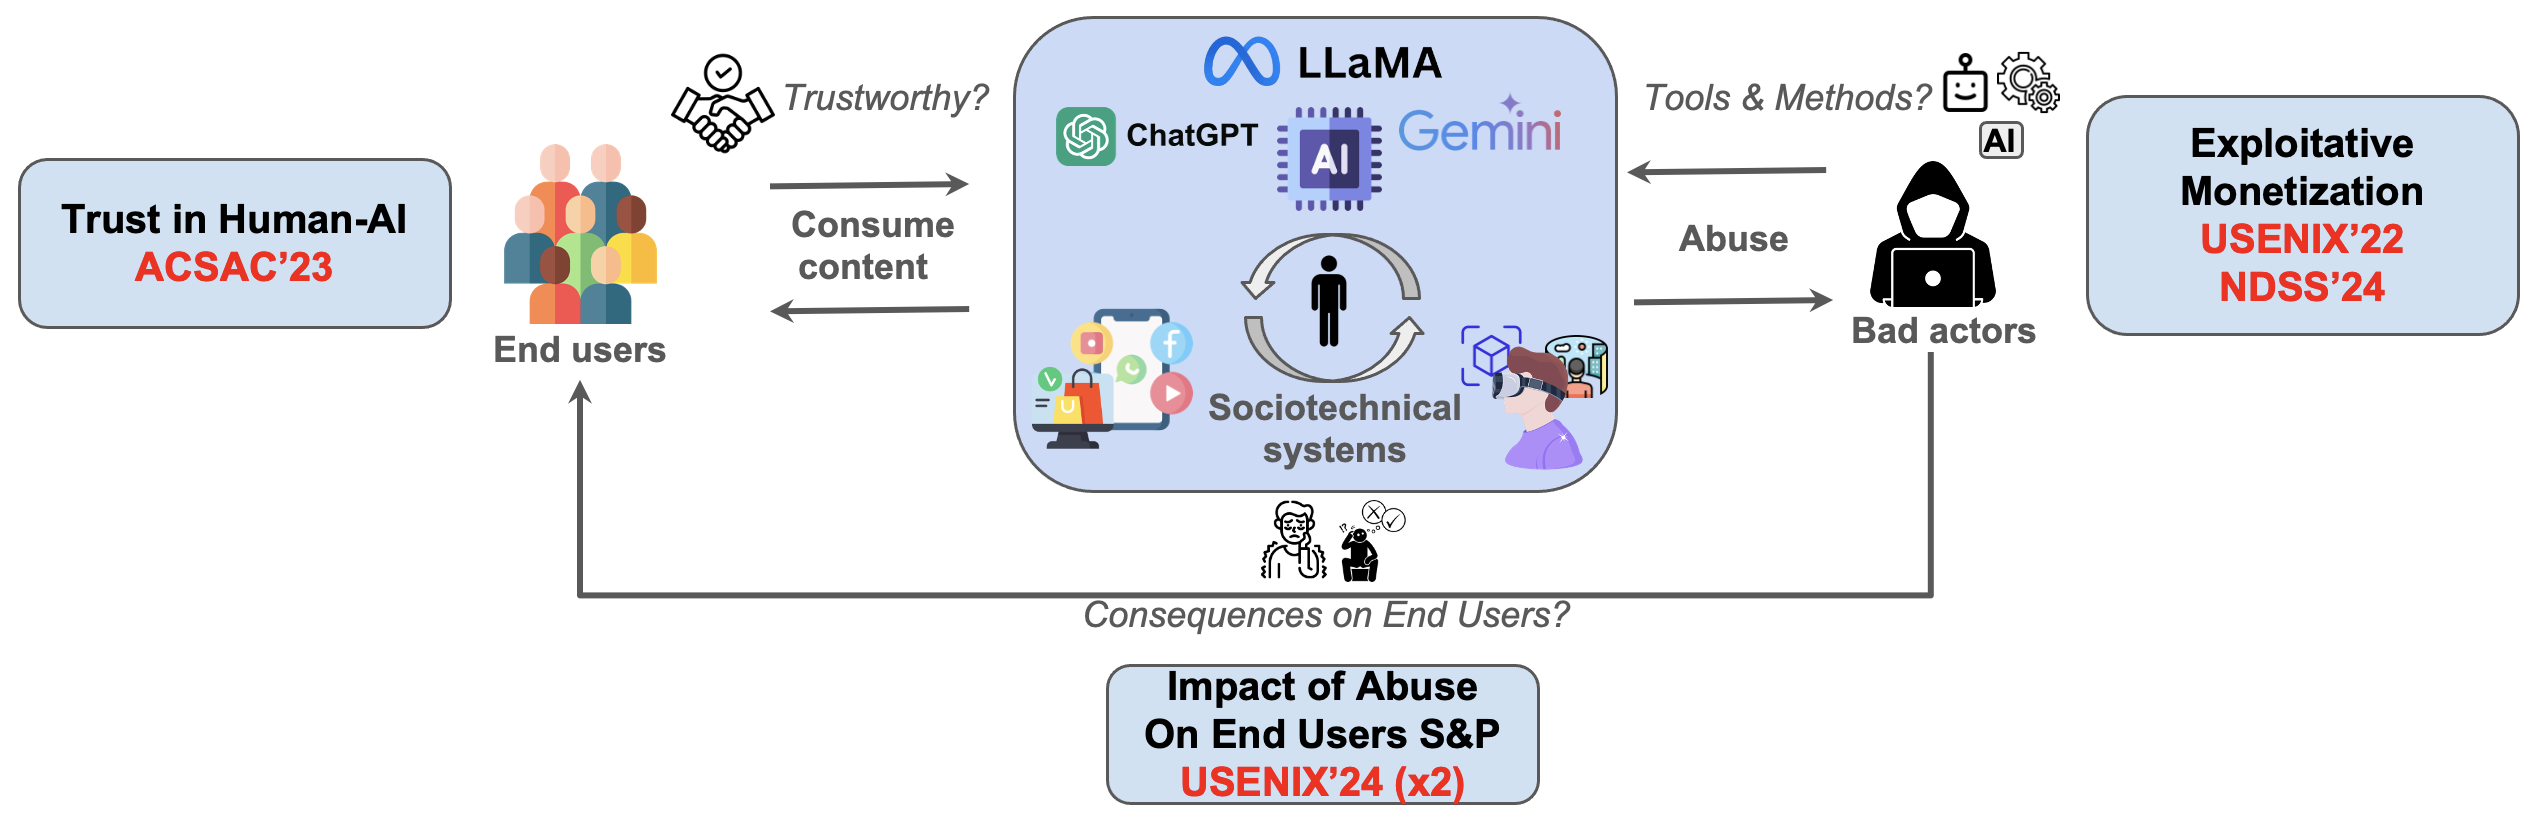 Trust in Human-AI
ACSAC’23
End users
Trustworthy?
Consume
content
LLaMA
ChatGPT
AI
Gemini
Sociotechnical
systems
Tools & Methods?
AI
Abuse
Bad actors
Exploitative
Monetization
USENIX’22
NDSS’24
!?
Consequences on End Users?
Impact of Abuse
On End Users S&P
USENIX’24 (x2)